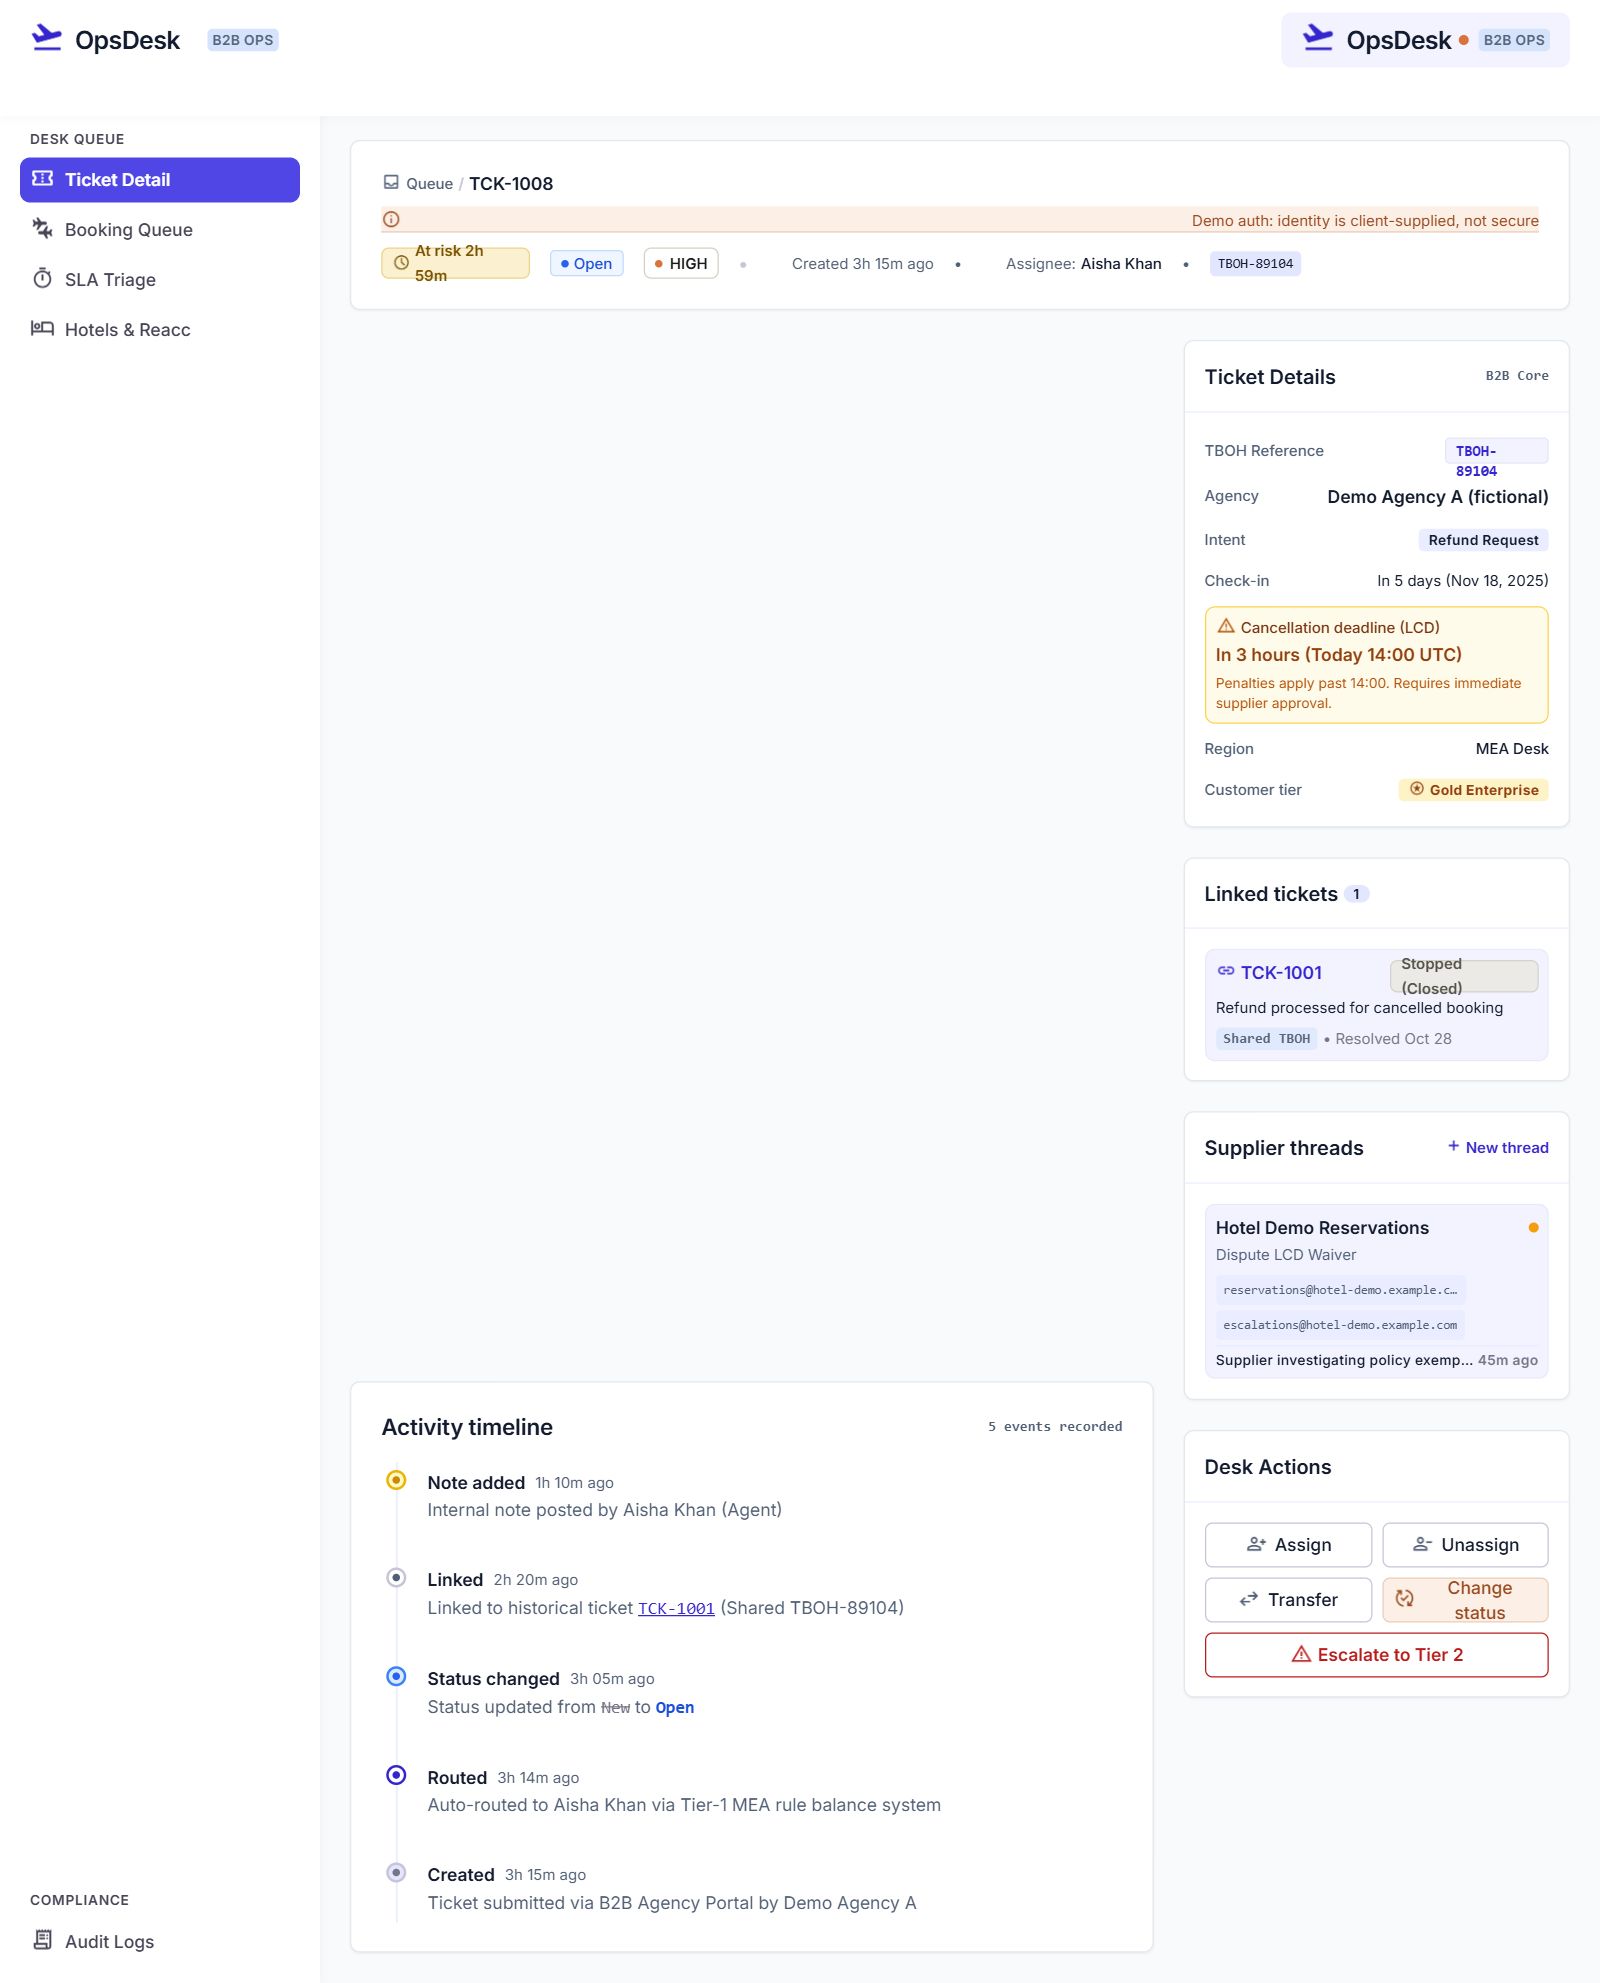 OpsDesk B2B OPS
OpsDesk B2B OPS
DESK QUEUE
Ticket Detail
Booking Queue
SLA Triage
Hotels & Reacc
COMPLIANCE
Audit Logs
Queue / TCK-1008
Demo auth: identity is client-supplied, not secure
At risk 2h
59m
Open
HIGH
• Created 3h 15m ago • Assignee: Aisha Khan • TBOH-89104
Activity timeline 5 events recorded
Note added 1h 10m ago
Internal note posted by Aisha Khan (Agent)
Linked 2h 20m ago
Linked to historical ticket TCK-1001 (Shared TBOH-89104)
Status changed 3h 05m ago
Status updated from New to Open
Routed 3h 14m ago
Auto-routed to Aisha Khan via Tier-1 MEA rule balance system
Created 3h 15m ago
Ticket submitted via B2B Agency Portal by Demo Agency A
Ticket Details B2B Core
TBOH Reference TBOH-
89104
Agency Demo Agency A (fictional)
Intent Refund Request
Check-in In 5 days (Nov 18, 2025)
Cancellation deadline (LCD)
In 3 hours (Today 14:00 UTC)
Penalties apply past 14:00. Requires immediate
supplier approval.
Region MEA Desk
Customer tier Gold Enterprise
Linked tickets 1
TCK-1001 Stopped
(Closed)
Refund processed for cancelled booking
Shared TBOH • Resolved Oct 28
Supplier threads + New thread
Hotel Demo Reservations
Dispute LCD Waiver
reservations@hotel-demo.example.c…
escalations@hotel-demo.example.com
Supplier investigating policy exemp... 45m ago
Desk Actions
Assign
Unassign
Transfer
Change
status
Escalate to Tier 2